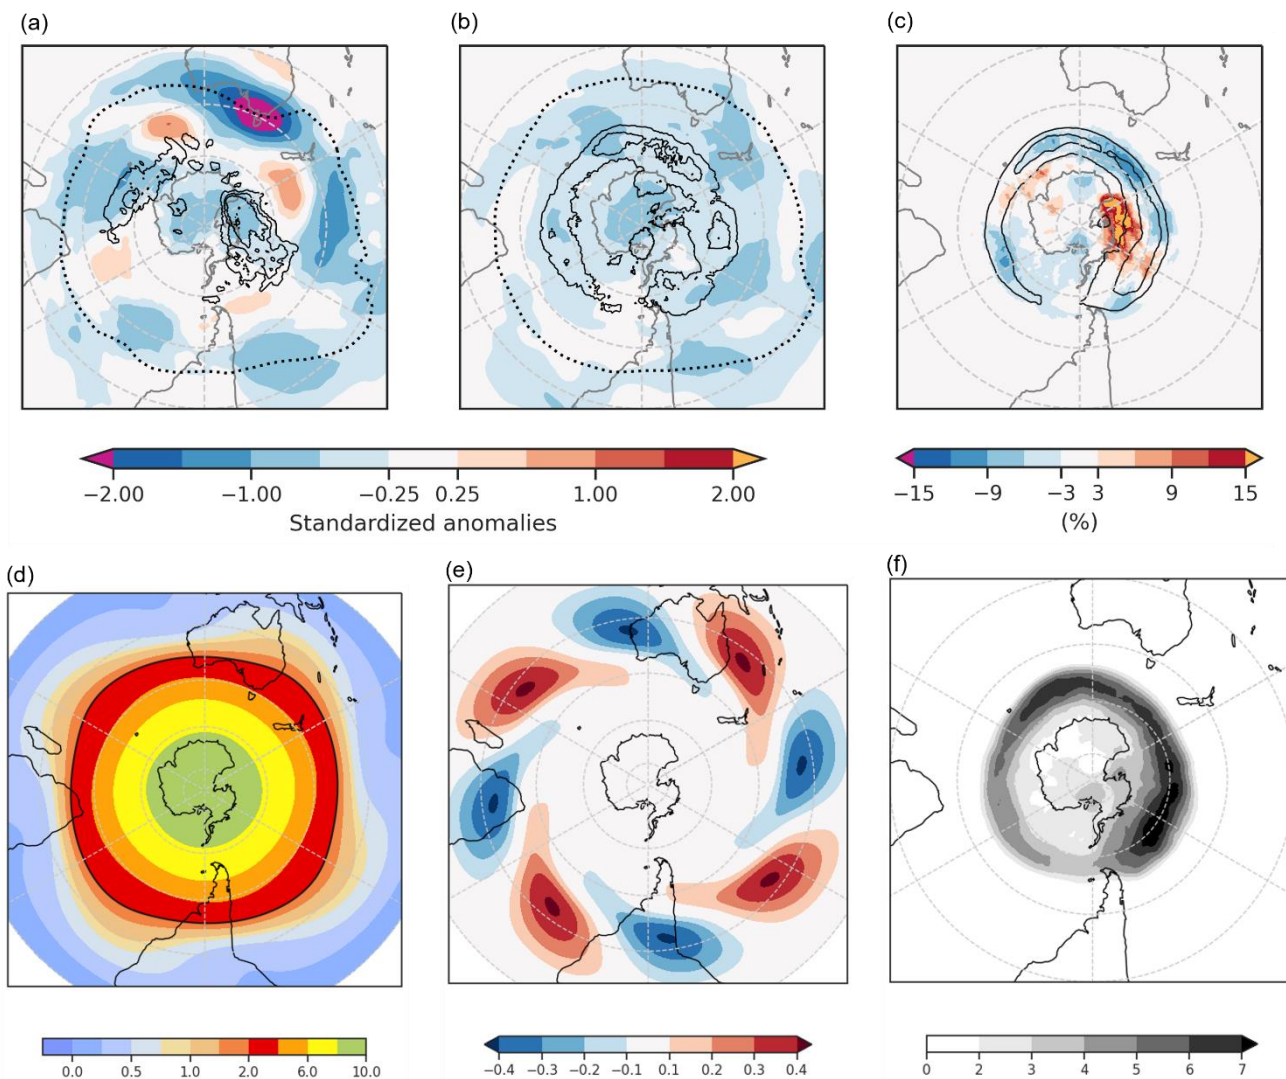 (a)
(b)
(c)
−2.00 −1.00 −0.25 0.25 1.00 2.00
Standardized anomalies
−15 −9 −3 3 9 15
(%)
(d)
(e)
(f)
0.0 0.5 1.0 2.0 6.0 10.0
−0.4 −0.3 −0.2 −0.1 0.1 0.2 0.3 0.4
0 2 3 4 5 6 7